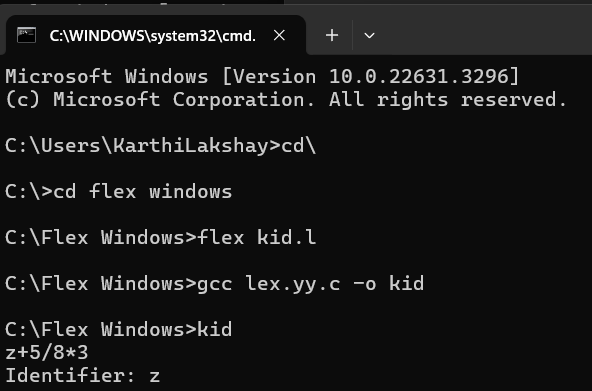 C:\WINDOWS\system32\cmd.
Microsoft Windows [Version 10.0.22631.3296]
(c) Microsoft Corporation. All rights reserved.
C:\Users\KarthiLakshay>cd\
C:\>cd flex windows
C:\Flex Windows>flex kid.l
C:\Flex Windows>gcc lex.yy.c -o kid
C:\Flex Windows>kid
z+5/8*3
Identifier: z